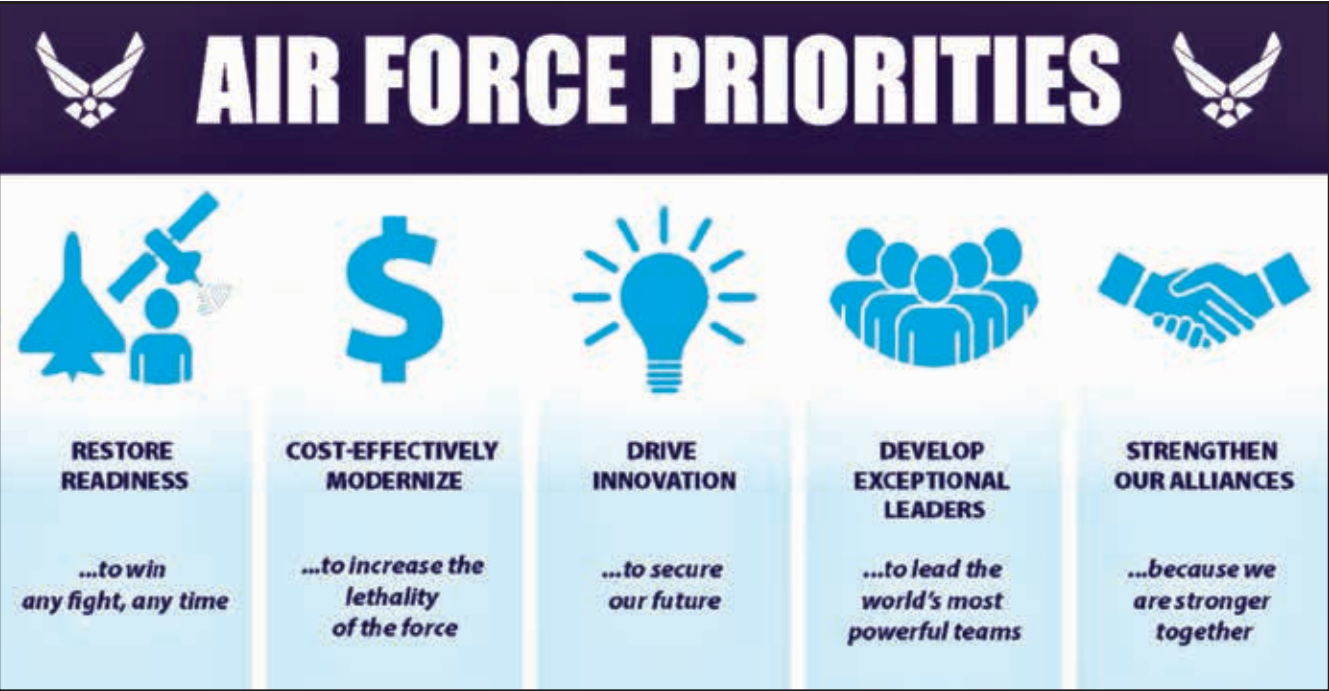 AIR FORCE PRIORITIES
RESTORE
READINESS
...to win
any fight, any time
COST-EFFECTIVELY
MODERNIZE
...to increase the
lethality
of the force
DRIVE
INNOVATION
...to secure
our future
DEVELOP
EXCEPTIONAL
LEADERS
...to lead the
world's most
powerful teams
STRENGTHEN
OUR ALLIANCES
...because we
are stronger
together